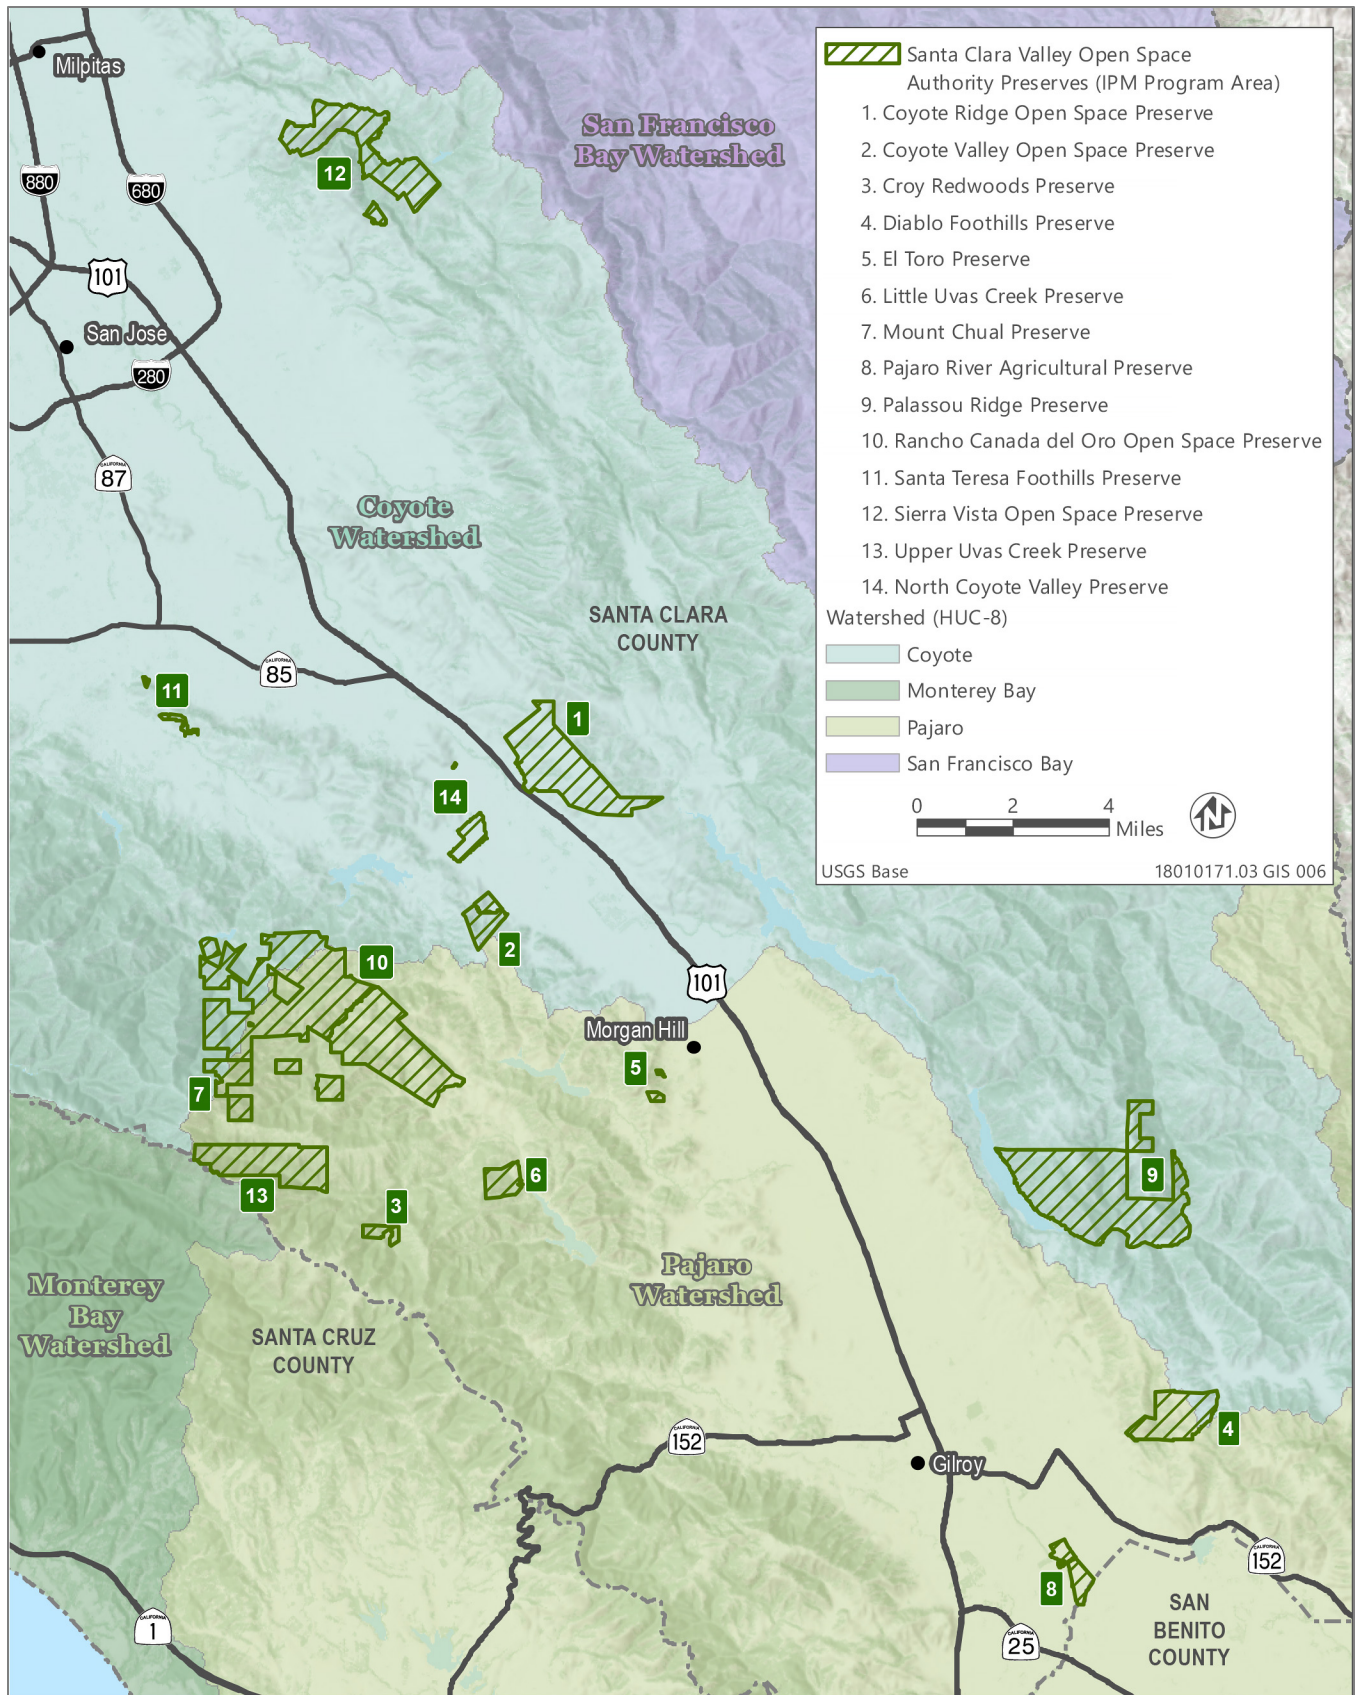 Milpitas
880
680
101
San Jose
280
CALIFORNIA
87
12
San Francisco
Bay Watershed
Coyote
Watershed
SANTA CLARA
COUNTY
CALIFORNIA
85
11
1
14
2
10
101
Morgan Hill
5
7
13
3
6
9
Monterey
Bay
Watershed
Pajaro
Watershed
SANTA CRUZ
COUNTY
CALIFORNIA
152
Gilroy
4
8
CALIFORNIA
152
SAN
BENITO
COUNTY
CALIFORNIA
25
CALIFORNIA
1
Santa Clara Valley Open Space
Authority Preserves (IPM Program Area)
1. Coyote Ridge Open Space Preserve
2. Coyote Valley Open Space Preserve
3. Croy Redwoods Preserve
4. Diablo Foothills Preserve
5. El Toro Preserve
6. Little Uvas Creek Preserve
7. Mount Chual Preserve
8. Pajaro River Agricultural Preserve
9. Palassou Ridge Preserve
10. Rancho Canada del Oro Open Space Preserve
11. Santa Teresa Foothills Preserve
12. Sierra Vista Open Space Preserve
13. Upper Uvas Creek Preserve
14. North Coyote Valley Preserve
Watershed (HUC-8)
Coyote
Monterey Bay
Pajaro
San Francisco Bay
0 2 4
Miles
N
USGS Base 18010171.03 GIS 006